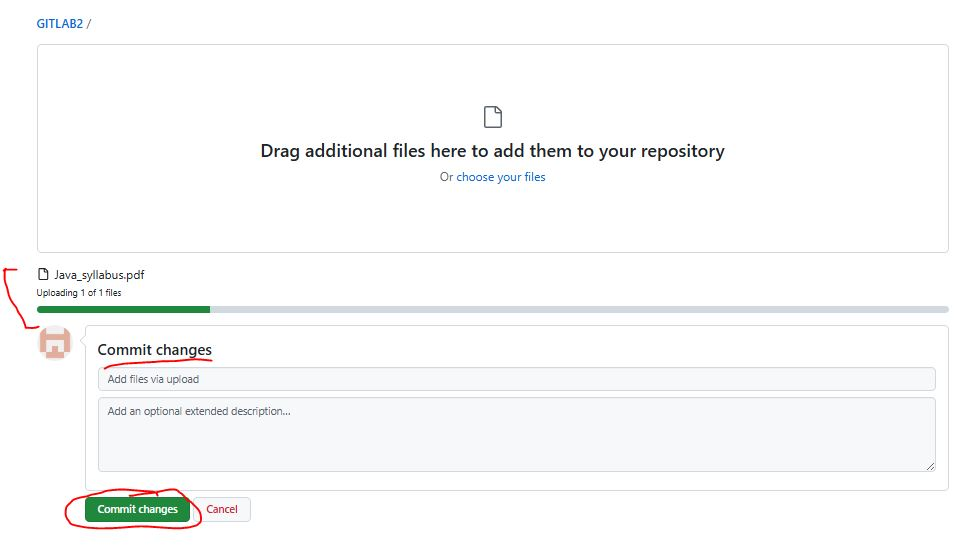 GITLAB2 /
Drag additional files here to add them to your repository
Or choose your files
Java_syllabus.pdf
Uploading 1 of 1 files
Commit changes
Add files via upload
Add an optional extended description...
Commit changes
Cancel